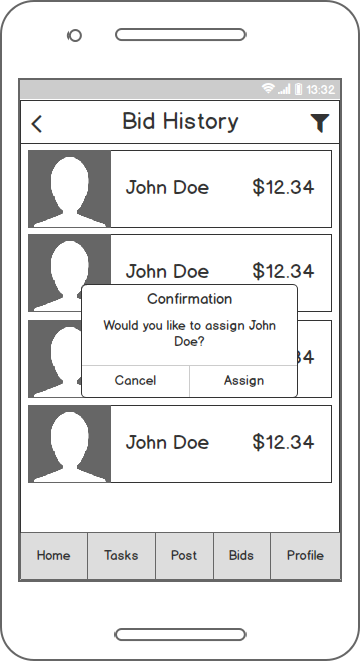 13:32
Bid History
John Doe $12.34
John Doe $12.34
Confirmation
Would you like to assign John
Doe?
34
Cancel Assign
John Doe $12.34
Home Tasks Post Bids Profile